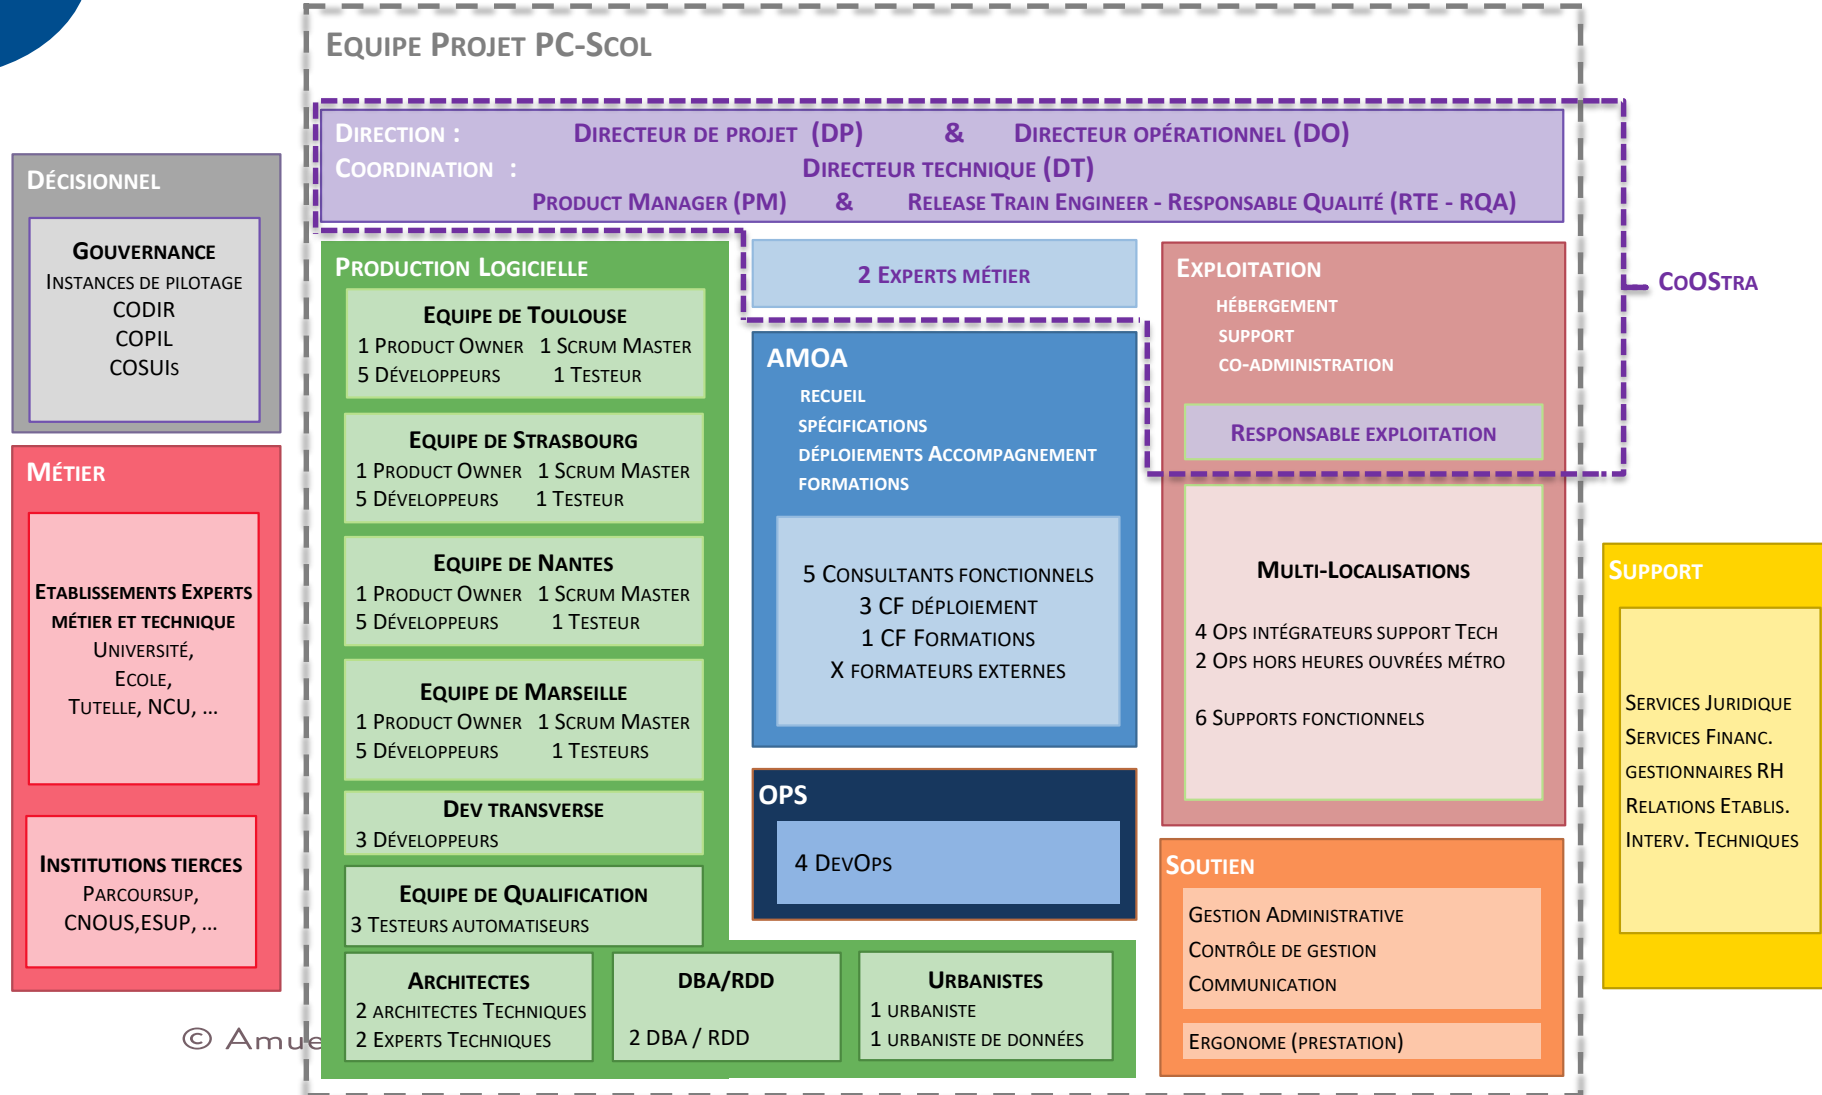 Equipe Projet PC-Scol
Direction : Directeur de projet (DP) & Directeur opérationnel (DO)
Coordination : Directeur technique (DT)
Product Manager (PM) & Release Train Engineer - Responsable Qualité (RTE - RQA)
CoOStra
Décisionnel
Gouvernance
Instances de pilotage
CODIR
COPIL
COSUIs
Métier
Etablissements Experts
métier et technique
Université,
Ecole,
Tutelle, NCU, ...
Institutions tierces
Parcoursup,
CNOUS,ESUP, ...
Production Logicielle
Equipe de Toulouse
1 Product Owner 1 Scrum Master
5 Développeurs 1 Testeur
Equipe de Strasbourg
1 Product Owner 1 Scrum Master
5 Développeurs 1 Testeur
Equipe de Nantes
1 Product Owner 1 Scrum Master
5 Développeurs 1 Testeur
Equipe de Marseille
1 Product Owner 1 Scrum Master
5 Développeurs 1 Testeurs
Dev transverse
3 Développeurs
Equipe de Qualification
3 Testeurs automatiseurs
Architectes
2 architectes Techniques
2 Experts Techniques
DBA/RDD
2 DBA / RDD
Urbanistes
1 urbaniste
1 urbaniste de données
2 Experts métier
AMOA
recueil
spécifications
déploiements Accompagnement
formations
5 Consultants fonctionnels
3 CF déploiement
1 CF Formations
X formateurs externes
OPS
4 DevOps
Exploitation
hébergement
support
co-administration
Responsable exploitation
Multi-Localisations
4 Ops intégrateurs support Tech
2 Ops hors heures ouvrées métro
6 Supports fonctionnels
Soutien
Gestion Administrative
Contrôle de gestion
Communication
Ergonome (prestation)
Support
Services Juridique
Services Financ.
gestionnaires RH
Relations Etablis.
Interv. Techniques
© Amue